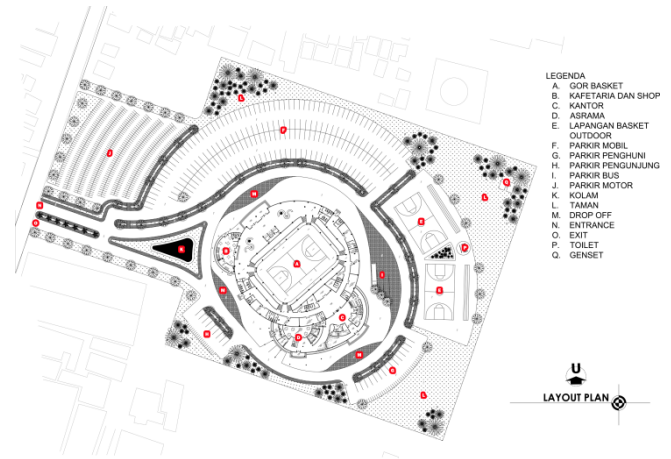 LEGENDA
A. GOR BASKET
B. KAFETARIA DAN SHOP
C. KANTOR
D. ASRAMA
E. LAPANGAN BASKET
OUTDOOR
F. PARKIR MOBIL
G. PARKIR PENGHUNI
H. PARKIR PENGUNJUNG
I. PARKIR BUS
J. PARKIR MOTOR
K. KOLAM
L. TAMAN
M. DROP OFF
N. ENTRANCE
O. EXIT
P. TOILET
Q. GENSET
U
LAYOUT PLAN
L
F
J
L
M
N
O
K
A
I
P
M
C
D
M
L